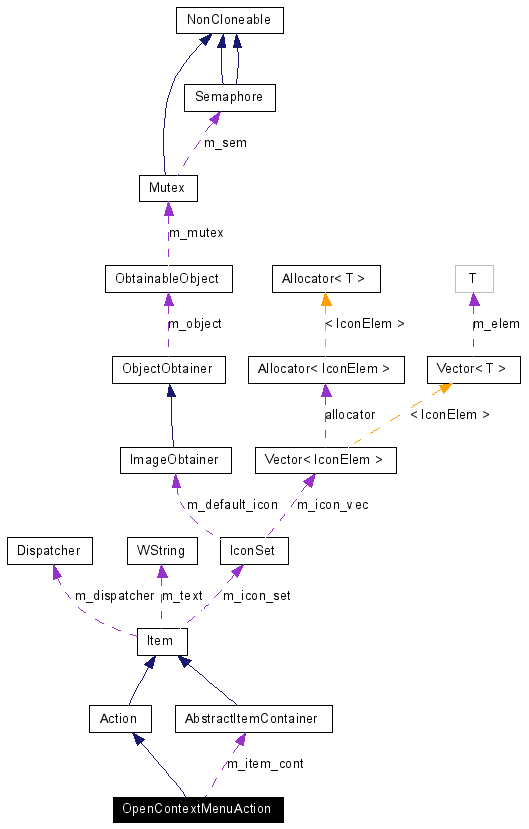 NonCloneable
Semaphore
m_sem
Mutex
m_mutex
ObtainableObject
Allocator< T >
T
m_object
< IconElem >
m_elem
ObjectObtainer
Allocator< IconElem >
Vector< T >
allocator
< IconElem >
ImageObtainer
Vector< IconElem >
m_default_icon
m_icon_vec
Dispatcher
WString
IconSet
m_dispatcher
m_text
m_icon_set
Item
Action
AbstractItemContainer
m_item_cont
OpenContextMenuAction